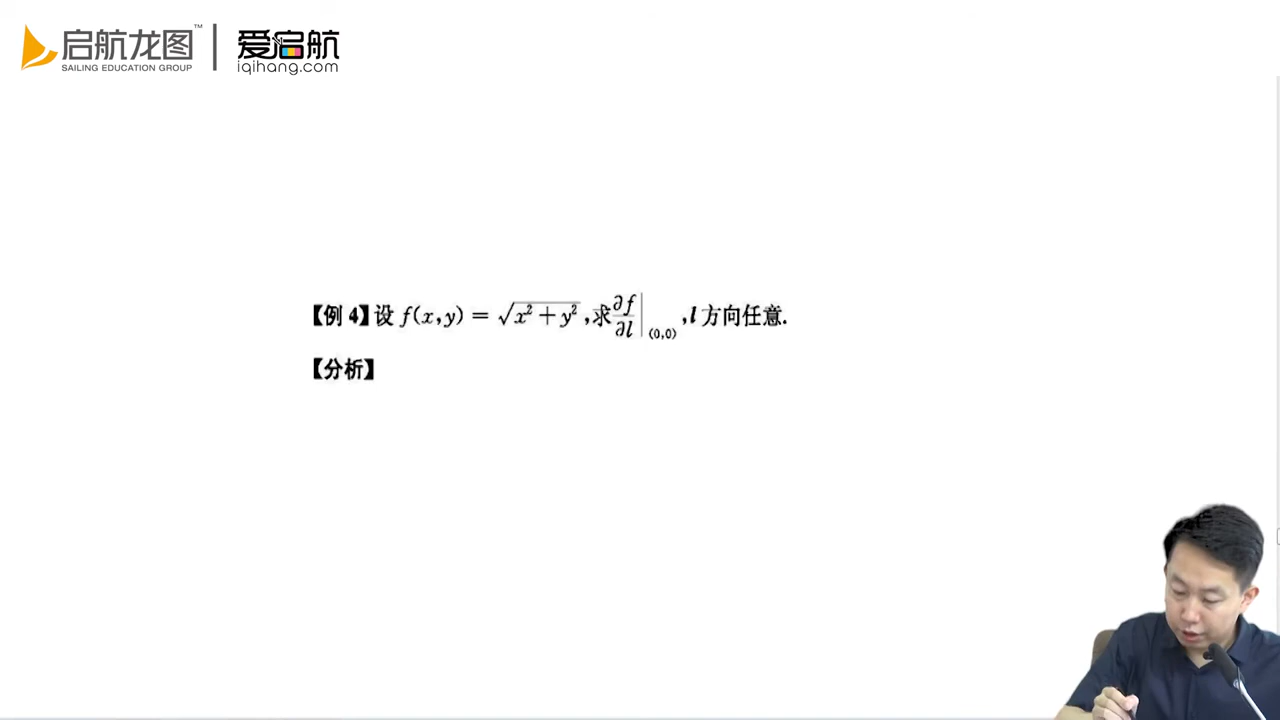 启航龙图™ | 爱启航
SAILING EDUCATION GROUP iqihang.com
【例 4】设 f(x,y) = √(x² + y²) ,求 ∂f/∂l |(0,0) ,l 方向任意.
【分析】